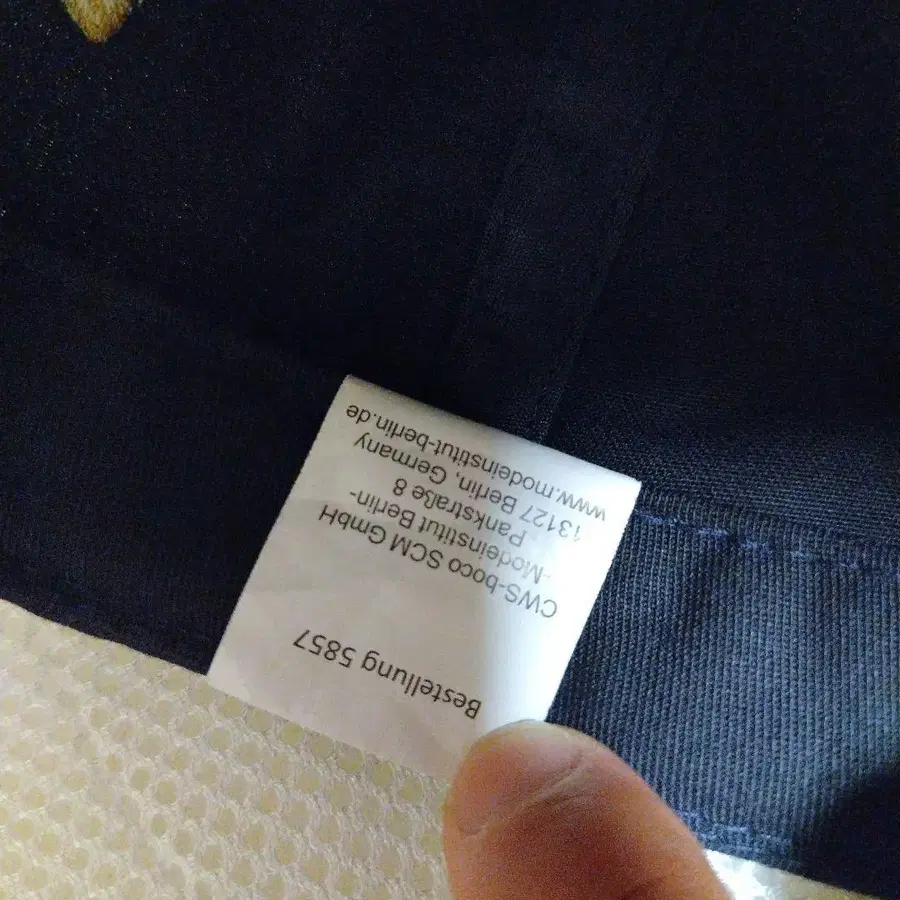 Bestellung 5857
CWS-boco SCM GmbH
-Modeinstitut Berlin-
Pankstraße 8
13127 Berlin, Germany
www.modeinstitut-berlin.de